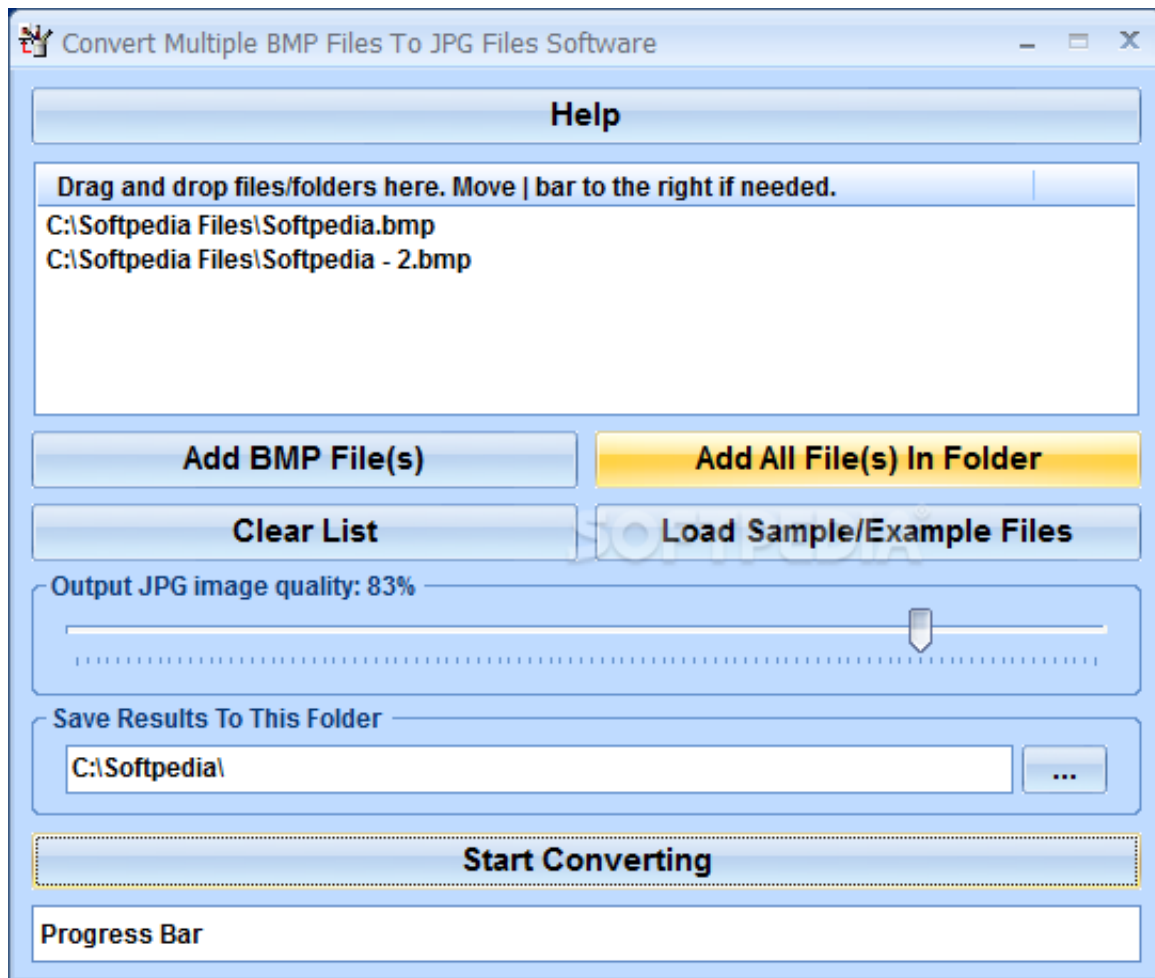 Convert Multiple BMP Files To JPG Files Software
Help
Drag and drop files/folders here. Move | bar to the right if needed.
C:\Softpedia Files\Softpedia.bmp
C:\Softpedia Files\Softpedia - 2.bmp
Add BMP File(s)
Add All File(s) In Folder
Clear List
Load Sample/Example Files
SOFTPEDIA®
Output JPG image quality: 83%
Save Results To This Folder
C:\Softpedia\
...
Start Converting
Progress Bar